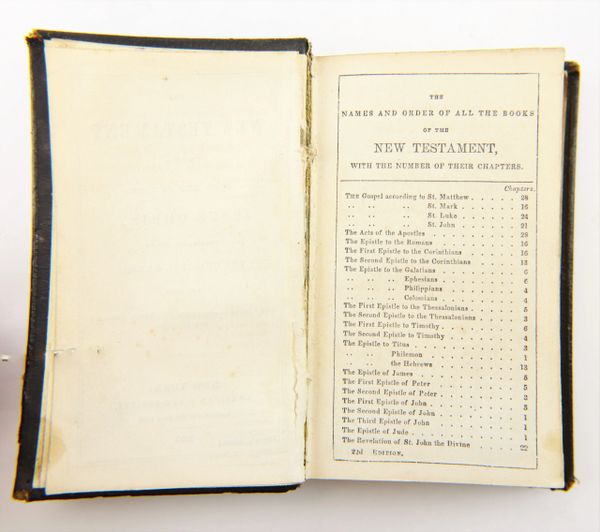 THE
NAMES AND ORDER OF ALL THE BOOKS
OF THE
NEW TESTAMENT,
WITH THE NUMBER OF THEIR CHAPTERS.
Chapters.
THE Gospel according to St. Matthew . . . . . 28
.. .. .. St. Mark . . . . . . 16
.. .. .. St. Luke . . . . . . 24
.. .. .. St. John . . . . . . 21
The Acts of the Apostles . . . . . . . . 28
The Epistle to the Romans . . . . . . . 16
The First Epistle to the Corinthians . . . . . 16
The Second Epistle to the Corinthians . . . . 13
The Epistle to the Galatians . . . . . . . 6
.. .. .. Ephesians . . . . . . 6
.. .. .. Philippians . . . . . . 4
.. .. .. Colossians . . . . . . 4
The First Epistle to the Thessalonians . . . . 5
The Second Epistle to the Thessalonians . . . . 3
The First Epistle to Timothy . . . . . . . 6
The Second Epistle to Timothy . . . . . . 4
The Epistle to Titus . . . . . . . . . 3
.. .. Philemon . . . . . . . . 1
.. .. the Hebrews . . . . . . . 13
The Epistle of James . . . . . . . . . 5
The First Epistle of Peter . . . . . . . . 5
The Second Epistle of Peter . . . . . . . 3
The First Epistle of John . . . . . . . . 5
The Second Epistle of John . . . . . . . 1
The Third Epistle of John . . . . . . . . 1
The Epistle of Jude . . . . . . . . . 1
The Revelation of St. John the Divine . . . . . 22
EDITION.